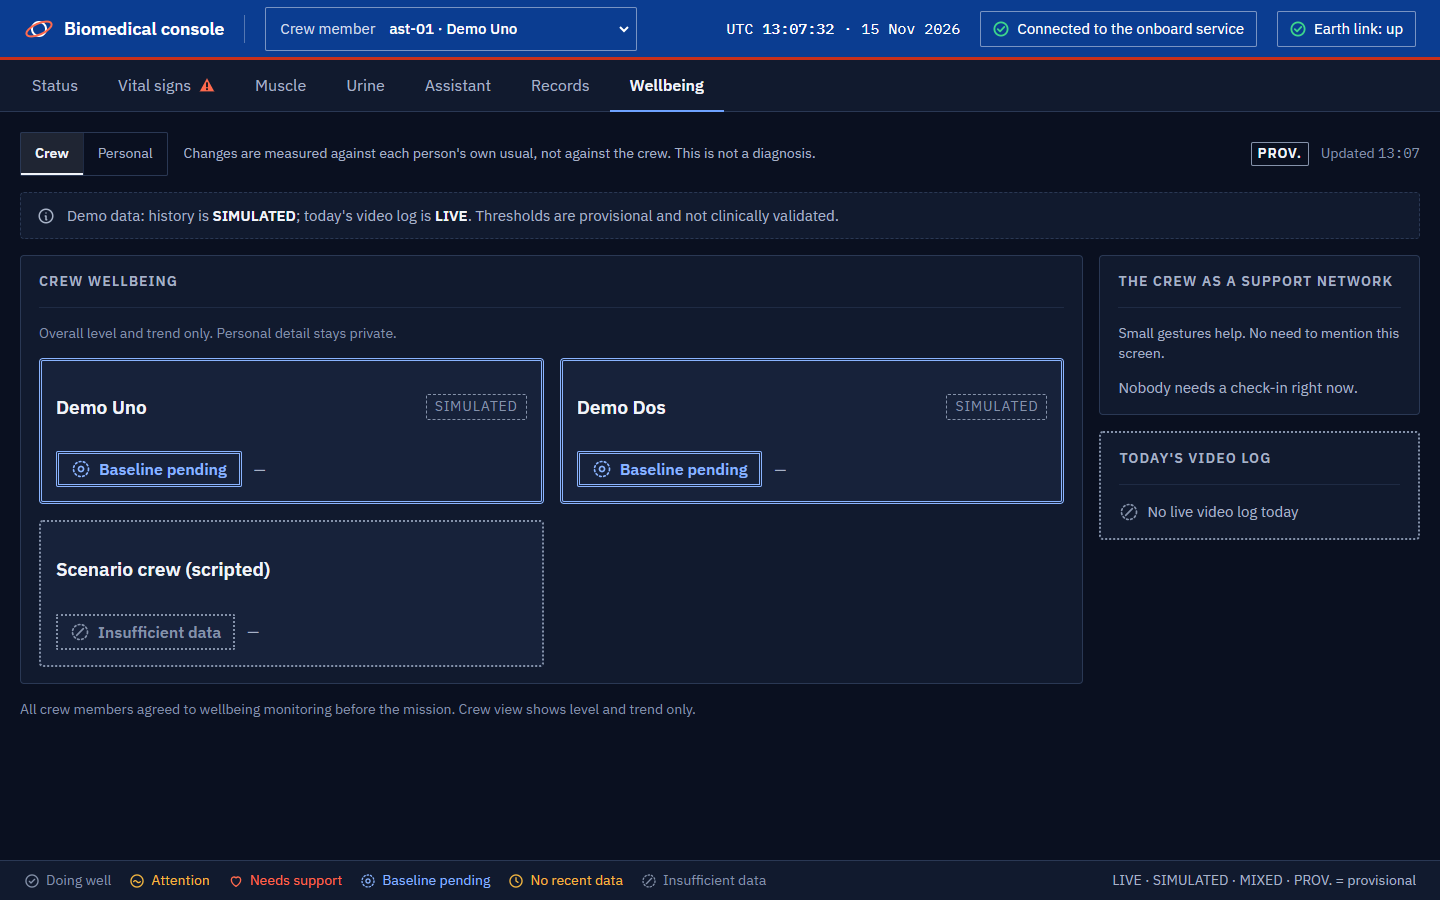 Biomedical console
Crew member ast-01 · Demo Uno
UTC 13:07:32 · 15 Nov 2026
Connected to the onboard service
Earth link: up
Status
Vital signs
Muscle
Urine
Assistant
Records
Wellbeing
Crew
Personal
Changes are measured against each person's own usual, not against the crew. This is not a diagnosis.
PROV.
Updated 13:07
Demo data: history is SIMULATED; today's video log is LIVE. Thresholds are provisional and not clinically validated.
CREW WELLBEING
Overall level and trend only. Personal detail stays private.
Demo Uno
SIMULATED
Baseline pending —
Demo Dos
SIMULATED
Baseline pending —
Scenario crew (scripted)
Insufficient data —
THE CREW AS A SUPPORT NETWORK
Small gestures help. No need to mention this
screen.
Nobody needs a check-in right now.
TODAY'S VIDEO LOG
No live video log today
All crew members agreed to wellbeing monitoring before the mission. Crew view shows level and trend only.
Doing well
Attention
Needs support
Baseline pending
No recent data
Insufficient data
LIVE · SIMULATED · MIXED · PROV. = provisional